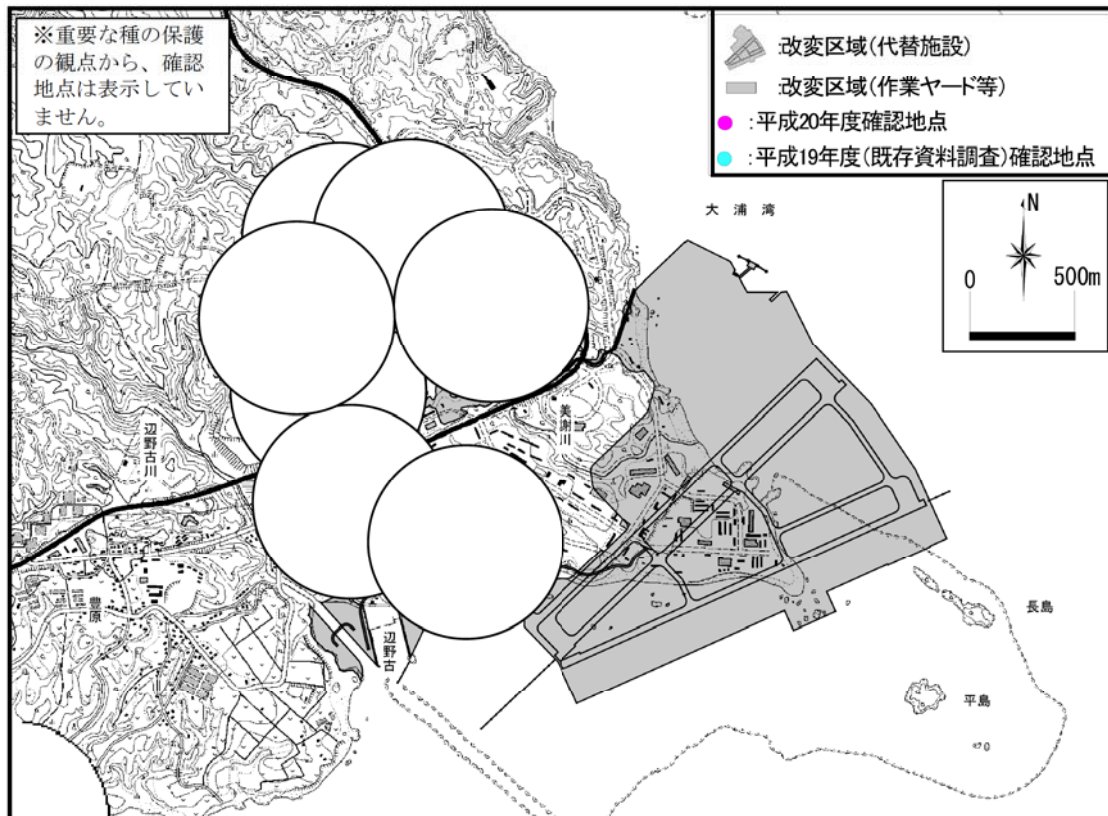 ※重要な種の保護
の観点から、確認
地点は表示してい
ません。
:改変区域(代替施設)
:改変区域(作業ヤード等)
:平成20年度確認地点
:平成19年度(既存資料調査)確認地点
大浦湾
N
0 500m
美謝川
辺野古川
豊原
辺野古
長島
平島